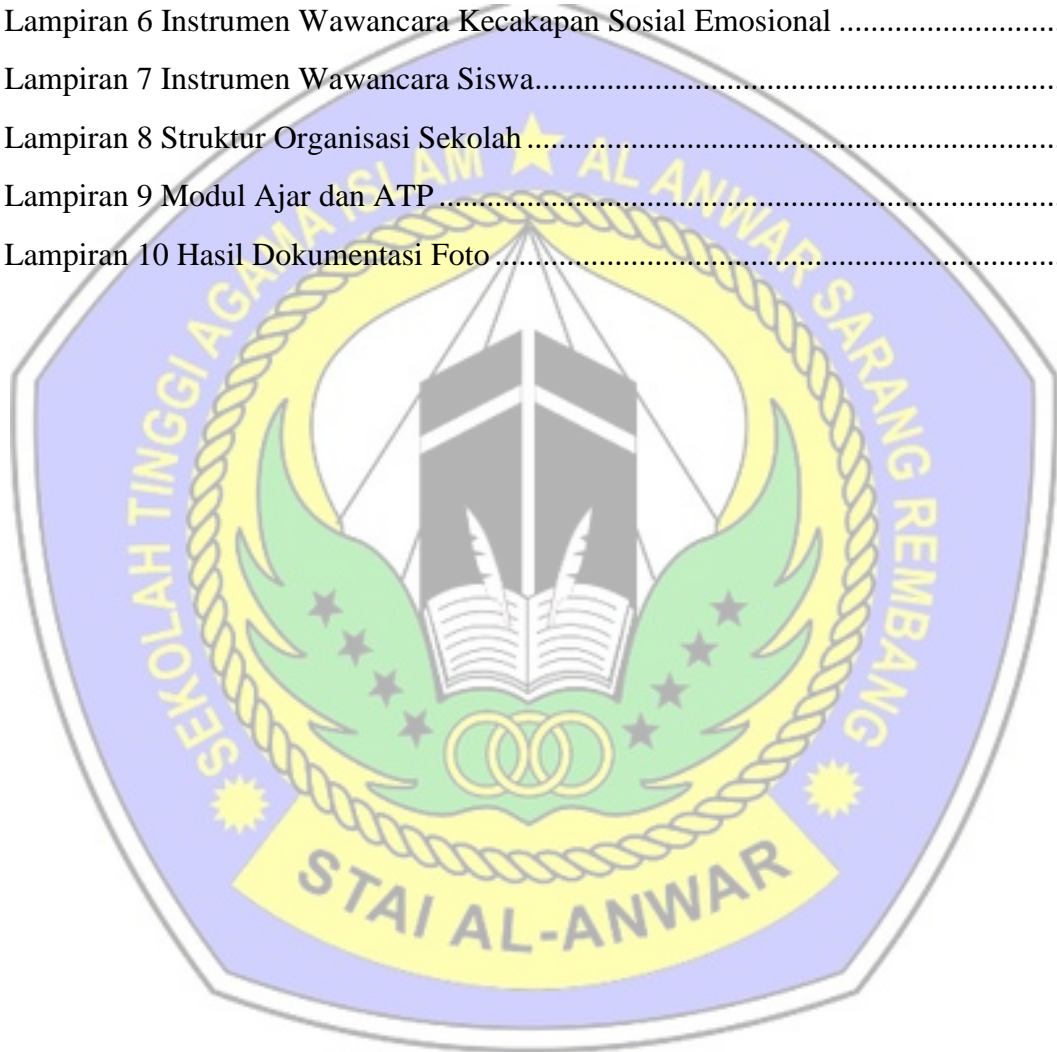 Lampiran 6 Instrumen Wawancara Kecakapan Sosial Emosional ............................
Lampiran 7 Instrumen Wawancara Siswa....................................................................
Lampiran 8 Struktur Organisasi Sekolah .....................................................................
Lampiran 9 Modul Ajar dan ATP ................................................................................
Lampiran 10 Hasil Dokumentasi Foto .........................................................................
SEKOLAH TINGGI AGAMA ISLAM ★ AL ANWAR SARANG REMBANG
STAI AL-ANWAR